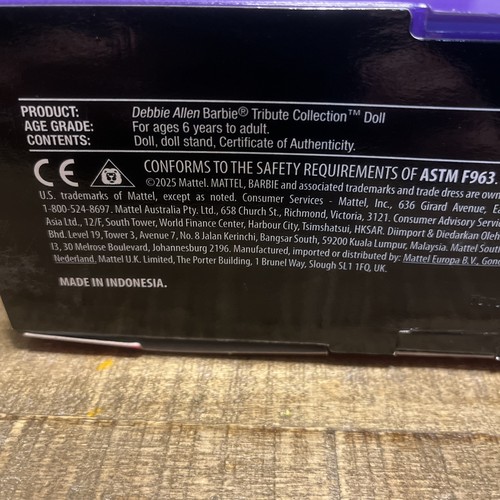 PRODUCT: Debbie Allen Barbie® Tribute Collection™ Doll
AGE GRADE: For ages 6 years to adult.
CONTENTS: Doll, doll stand, Certificate of Authenticity.
CE CONFORMS TO THE SAFETY REQUIREMENTS OF ASTM F963.
©2025 Mattel. MATTEL, BARBIE and associated trademarks and trade dress are own
U.S. trademarks of Mattel, except as noted. Consumer Services - Mattel, Inc., 636 Girard Avenue, E
1-800-524-8697. Mattel Australia Pty. Ltd., 658 Church St., Richmond, Victoria, 3121. Consumer Advisory Servic
Asia Ltd., 12/F, South Tower, World Finance Center, Harbour City, Tsimshatsui, HKSAR. Diimport & Diedarkan Oleh
Bhd. Level 19, Tower 3, Avenue 7, No. 8 Jalan Kerinchi, Bangsar South, 59200 Kuala Lumpur, Malaysia. Mattel Sout
I3, 30 Melrose Boulevard, Johannesburg 2196. Manufactured, imported or distributed by: Mattel Europa B.V., Gon
Nederland, Mattel U.K. Limited, The Porter Building, 1 Brunel Way, Slough SL1 1FQ, UK.
MADE IN INDONESIA.